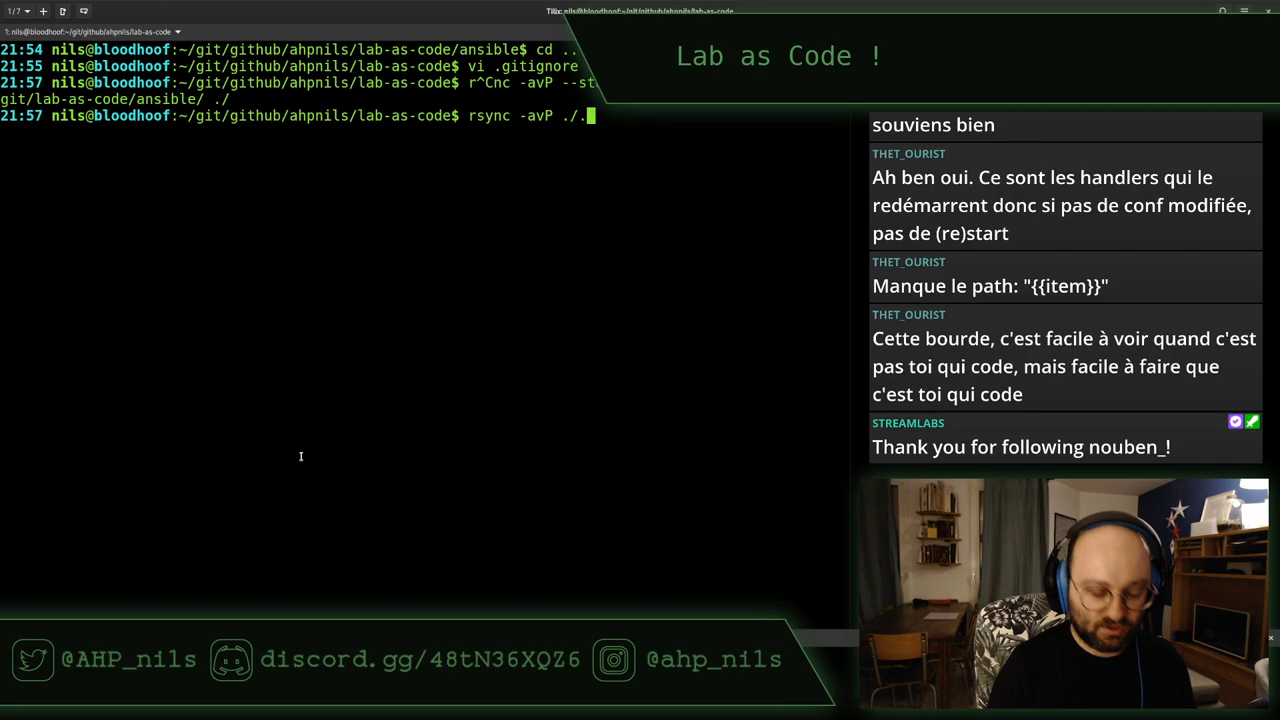 1/7
Tilix: nils@bloodhoof:~/git/github/ahpnils/lab-as-code
1: nils@bloodhoof:~/git/github/ahpnils/lab-as-code
21:54 nils@bloodhoof:~/git/github/ahpnils/lab-as-code/ansible$ cd ..
21:55 nils@bloodhoof:~/git/github/ahpnils/lab-as-code$ vi .gitignore
21:57 nils@bloodhoof:~/git/github/ahpnils/lab-as-code$ r^Cnc -avP --st
git/lab-as-code/ansible/ ./
21:57 nils@bloodhoof:~/git/github/ahpnils/lab-as-code$ rsync -avP ./.
Lab as Code !
souviens bien
THET_OURIST
Ah ben oui. Ce sont les handlers qui le
redémarrent donc si pas de conf modifiée,
pas de (re)start
THET_OURIST
Manque le path: "{{item}}"
THET_OURIST
Cette bourde, c'est facile à voir quand c'est
pas toi qui code, mais facile à faire que
c'est toi qui code
STREAMLABS
Thank you for following nouben_!
@AHP_nils discord.gg/48tN36XQZ6 @ahp_nils